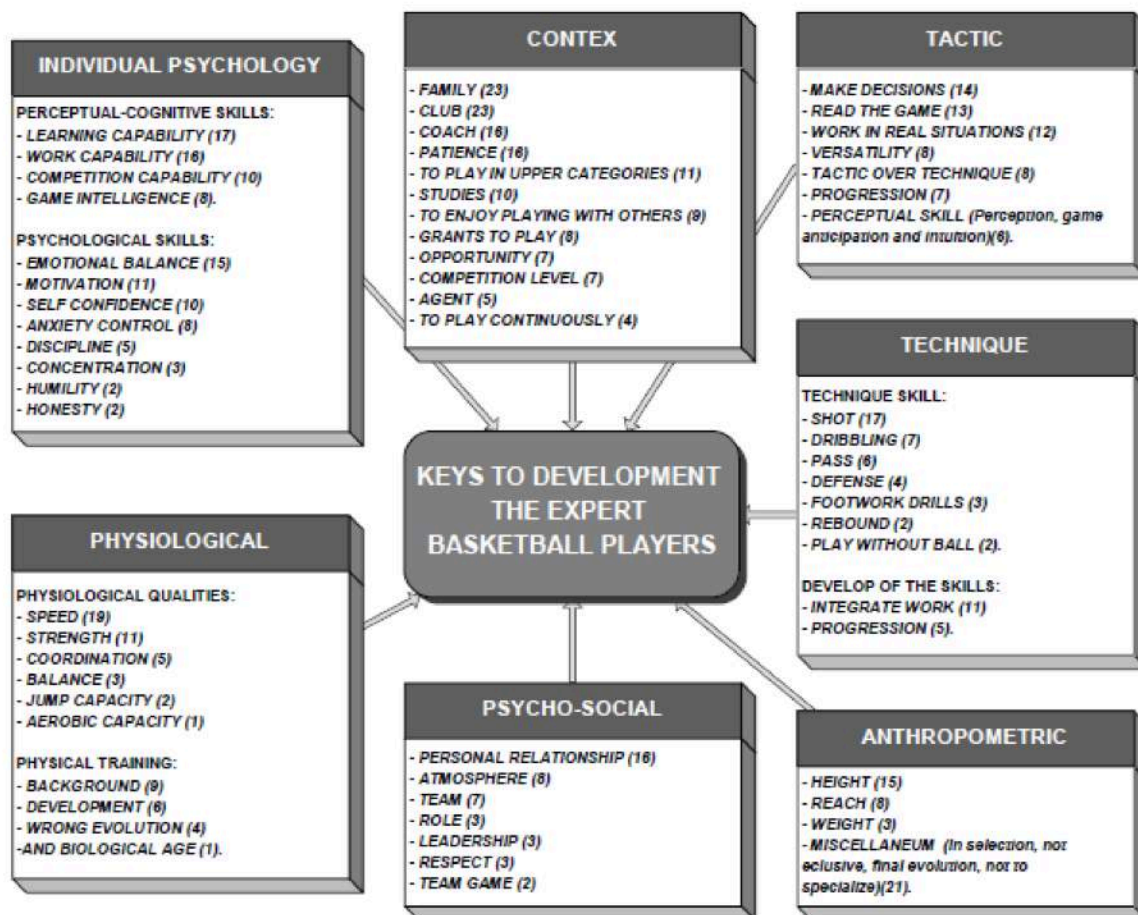 INDIVIDUAL PSYCHOLOGY
PERCEPTUAL-COGNITIVE SKILLS:
- LEARNING CAPABILITY (17)
- WORK CAPABILITY (16)
- COMPETITION CAPABILITY (10)
- GAME INTELLIGENCE (8).
PSYCHOLOGICAL SKILLS:
- EMOTIONAL BALANCE (15)
- MOTIVATION (11)
- SELF CONFIDENCE (10)
- ANXIETY CONTROL (8)
- DISCIPLINE (5)
- CONCENTRATION (3)
- HUMILITY (2)
- HONESTY (2)
CONTEX
- FAMILY (23)
- CLUB (23)
- COACH (16)
- PATIENCE (16)
- TO PLAY IN UPPER CATEGORIES (11)
- STUDIES (10)
- TO ENJOY PLAYING WITH OTHERS (9)
- GRANTS TO PLAY (8)
- OPPORTUNITY (7)
- COMPETITION LEVEL (7)
- AGENT (5)
- TO PLAY CONTINUOUSLY (4)
TACTIC
- MAKE DECISIONS (14)
- READ THE GAME (13)
- WORK IN REAL SITUATIONS (12)
- VERSATILITY (8)
- TACTIC OVER TECHNIQUE (8)
- PROGRESSION (7)
- PERCEPTUAL SKILL (Perception, game
anticipation and intuition)(6).
TECHNIQUE
TECHNIQUE SKILL:
- SHOT (17)
- DRIBBLING (7)
- PASS (6)
- DEFENSE (4)
- FOOTWORK DRILLS (3)
- REBOUND (2)
- PLAY WITHOUT BALL (2).
DEVELOP OF THE SKILLS:
- INTEGRATE WORK (11)
- PROGRESSION (5).
KEYS TO DEVELOPMENT
THE EXPERT
BASKETBALL PLAYERS
PHYSIOLOGICAL
PHYSIOLOGICAL QUALITIES:
- SPEED (19)
- STRENGTH (11)
- COORDINATION (5)
- BALANCE (3)
- JUMP CAPACITY (2)
- AEROBIC CAPACITY (1)
PHYSICAL TRAINING:
- BACKGROUND (9)
- DEVELOPMENT (6)
- WRONG EVOLUTION (4)
-AND BIOLOGICAL AGE (1).
PSYCHO-SOCIAL
- PERSONAL RELATIONSHIP (16)
- ATMOSPHERE (8)
- TEAM (7)
- ROLE (3)
- LEADERSHIP (3)
- RESPECT (3)
- TEAM GAME (2)
ANTHROPOMETRIC
- HEIGHT (15)
- REACH (8)
- WEIGHT (3)
- MISCELLANEUM (In selection, not
eclusive, final evolution, not to
specialize)(21).